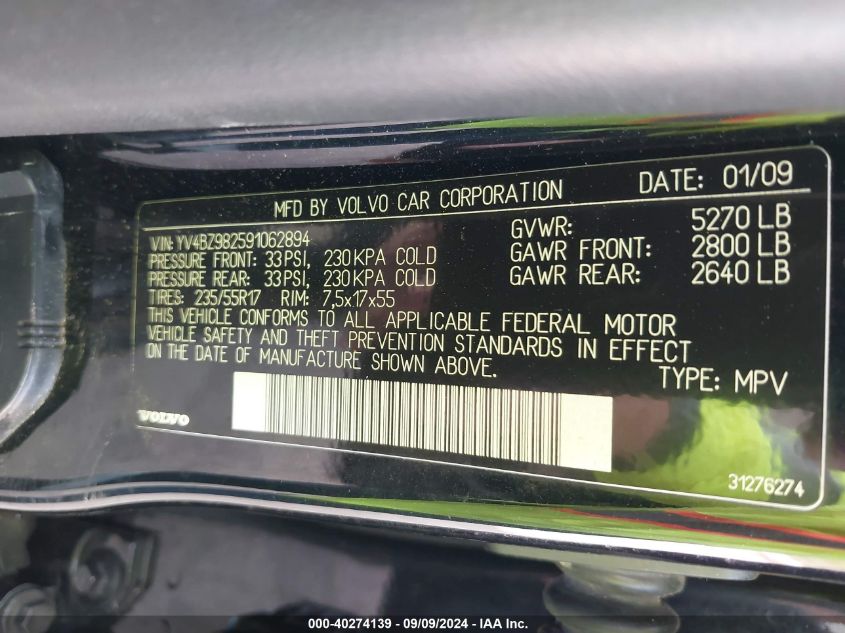 MFD BY VOLVO CAR CORPORATION DATE: 01/09
VIN: YV4BZ982591062894
PRESSURE FRONT: 33PSI, 230KPA COLD
PRESSURE REAR: 33PSI, 230KPA COLD
TIRES: 235/55R17 RIM: 7,5x17x55
GVWR: 5270 LB
GAWR FRONT: 2800 LB
GAWR REAR: 2640 LB
THIS VEHICLE CONFORMS TO ALL APPLICABLE FEDERAL MOTOR
VEHICLE SAFETY AND THEFT PREVENTION STANDARDS IN EFFECT
ON THE DATE OF MANUFACTURE SHOWN ABOVE.
TYPE: MPV
VOLVO
31276274
000-40274139 - 09/09/2024 - IAA Inc.